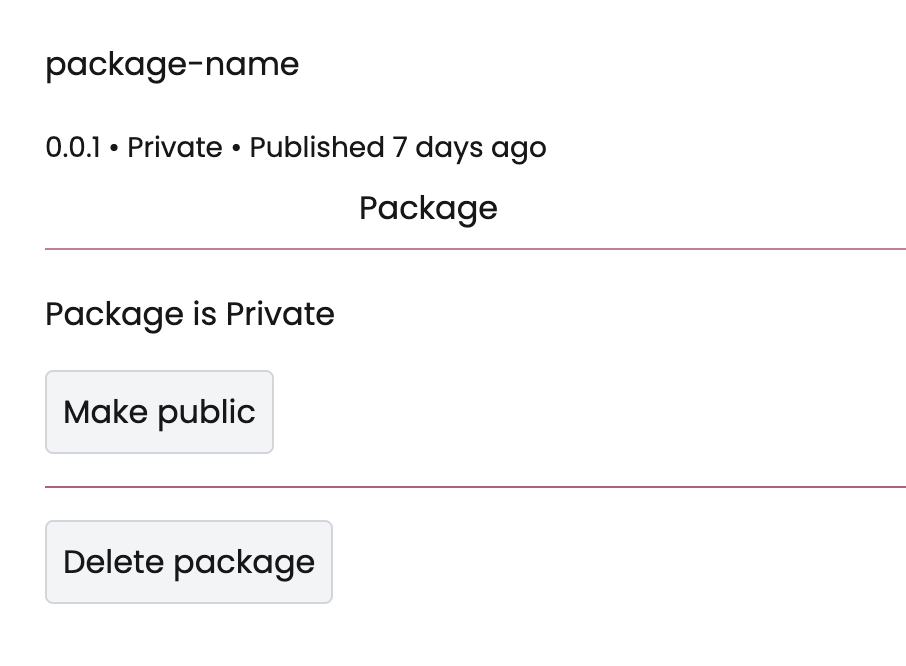 package-name
0.0.1 • Private • Published 7 days ago
Package
Package is Private
Make public
Delete package